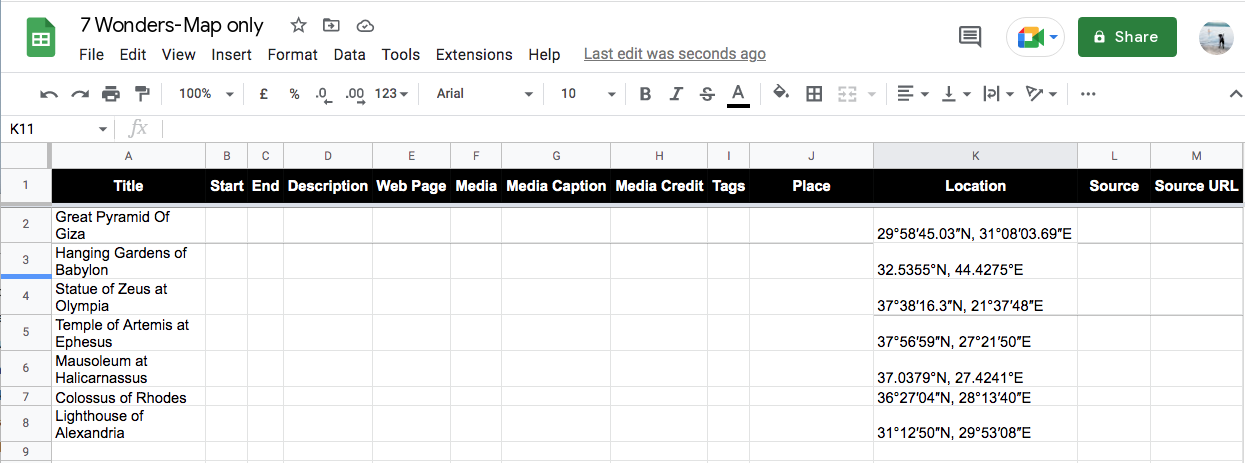 7 Wonders-Map only
File Edit View Insert Format Data Tools Extensions Help Last edit was seconds ago
Share
100% £ % .0 .00 123 Arial 10 B I S A
K11 fx
A B C D E F G H I J K L M
1 Title Start End Description Web Page Media Media Caption Media Credit Tags Place Location Source Source URL
2 Great Pyramid Of
Giza 29°58′45.03″N, 31°08′03.69″E
3 Hanging Gardens of
Babylon 32.5355°N, 44.4275°E
4 Statue of Zeus at
Olympia 37°38′16.3″N, 21°37′48″E
5 Temple of Artemis at
Ephesus 37°56′59″N, 27°21′50″E
6 Mausoleum at
Halicarnassus 37.0379°N, 27.4241°E
7 Colossus of Rhodes 36°27′04″N, 28°13′40″E
8 Lighthouse of
Alexandria 31°12′50″N, 29°53′08″E
9